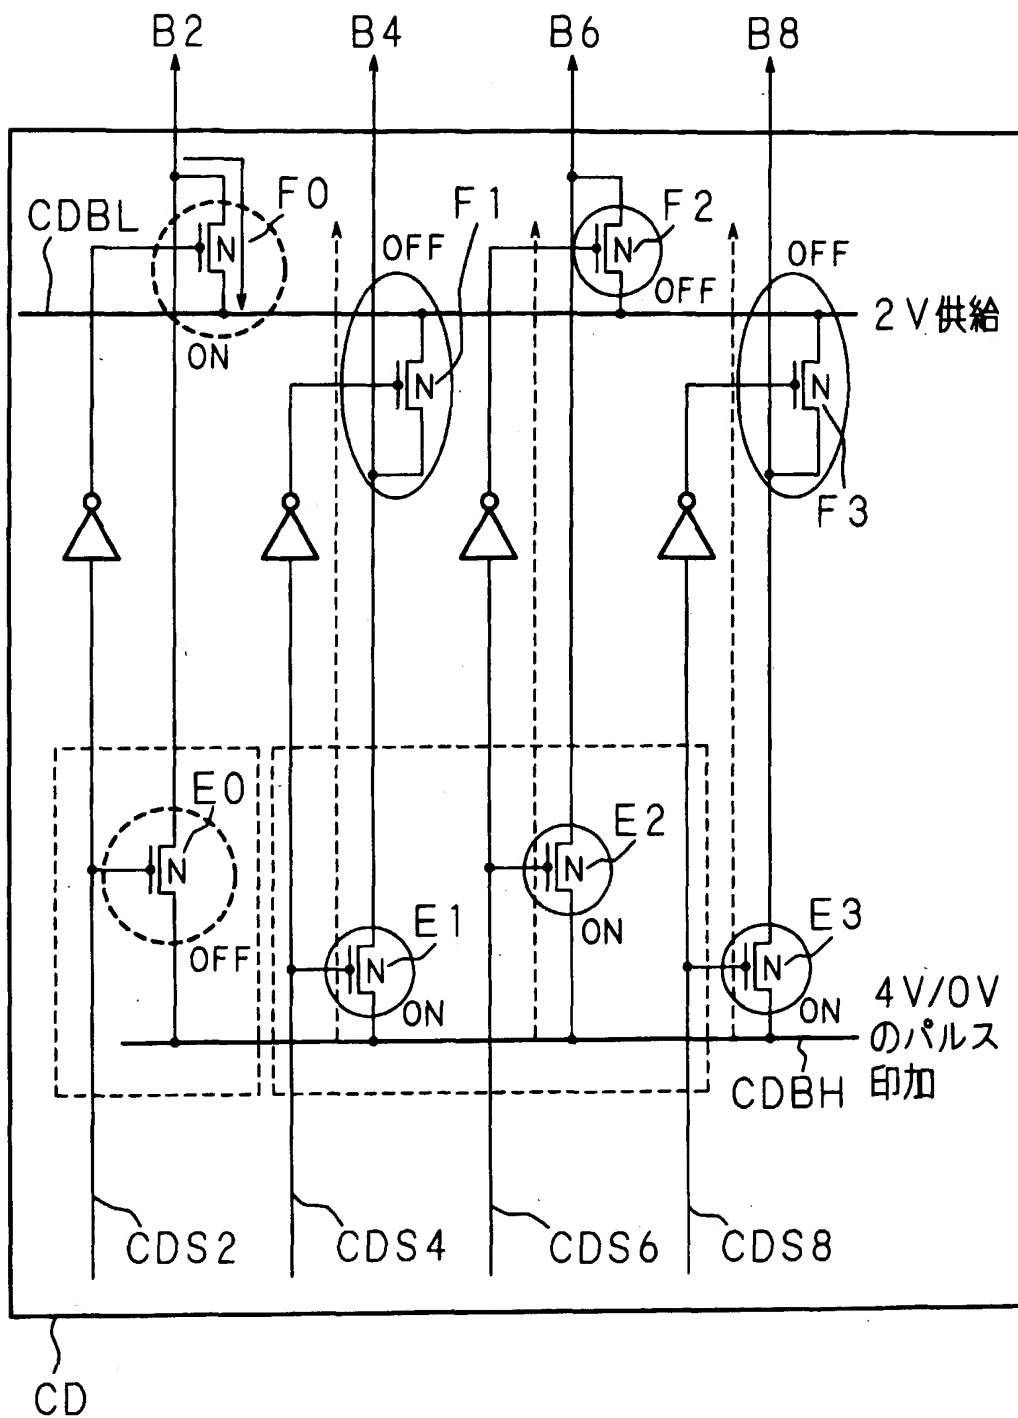 B2 B4 B6 B8
F0 F1 F2
CDBL
N N
OFF OFF
OFF
2V供給
ON
N N
F3
E0 E2
N N
OFF ON
E1 E3
N N
ON ON
4V/0V
のパルス
印加
CDBH
CDS2 CDS4 CDS6 CDS8
CD